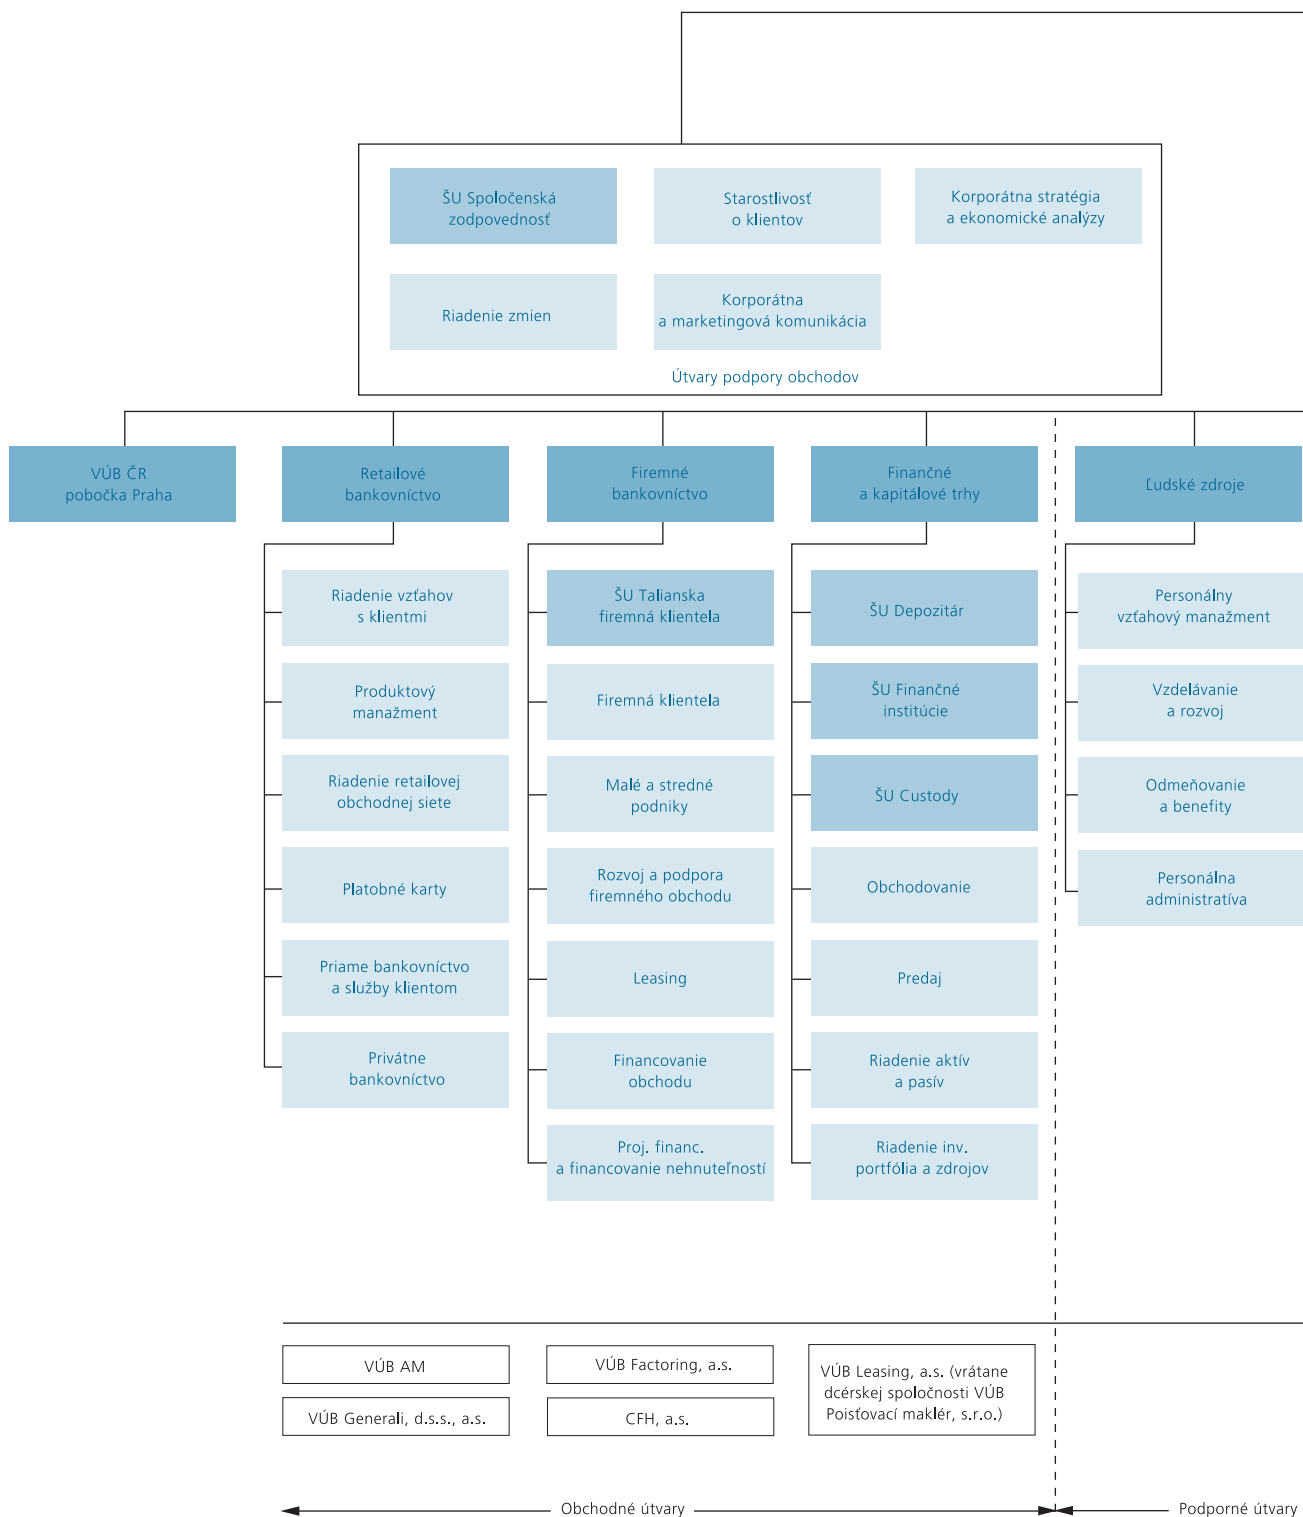 ŠU Spoločenská
zodpovednosť
Starostlivosť
o klientov
Korporátna stratégia
a ekonomické analýzy
Riadenie zmien
Korporátna
a marketingová komunikácia
Útvary podpory obchodov
VÚB ČR
pobočka Praha
Retailové
bankovníctvo
Firemné
bankovníctvo
Finančné
a kapitálové trhy
Ľudské zdroje
Riadenie vzťahov
s klientmi
Produktový
manažment
Riadenie retailovej
obchodnej siete
Platobné karty
Priame bankovníctvo
a služby klientom
Privátne
bankovníctvo
ŠU Talianska
firemná klientela
Firemná klientela
Malé a stredné
podniky
Rozvoj a podpora
firemného obchodu
Leasing
Financovanie
obchodu
Proj. financ.
a financovanie nehnuteľností
ŠU Depozitár
ŠU Finančné
inštitúcie
ŠU Custody
Obchodovanie
Predaj
Riadenie aktív
a pasív
Riadenie inv.
portfólia a zdrojov
Personálny
vzťahový manažment
Vzdelávanie
a rozvoj
Odmeňovanie
a benefity
Personálna
administratíva
VÚB AM
VÚB Generali, d.s.s., a.s.
VÚB Factoring, a.s.
CFH, a.s.
VÚB Leasing, a.s. (vrátane
dcérskej spoločnosti VÚB
Poisťovací maklér, s.r.o.)
Obchodné útvary
Podporné útvary